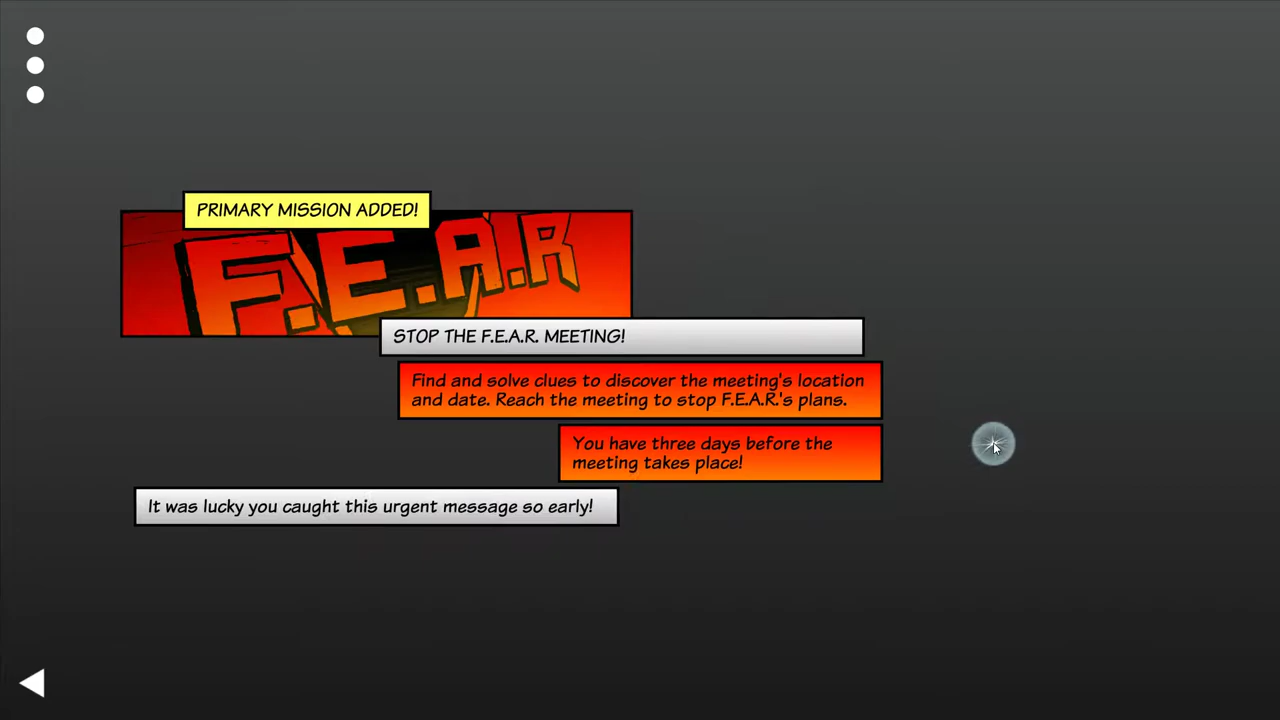 PRIMARY MISSION ADDED!
F.E.A.R
STOP THE F.E.A.R. MEETING!
Find and solve clues to discover the meeting's location
and date. Reach the meeting to stop F.E.A.R.'s plans.
You have three days before the
meeting takes place!
It was lucky you caught this urgent message so early!